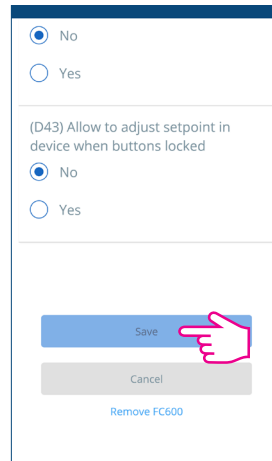 No
Yes
(D43) Allow to adjust setpoint in
device when buttons locked
No
Yes
Save
Cancel
Remove FC600